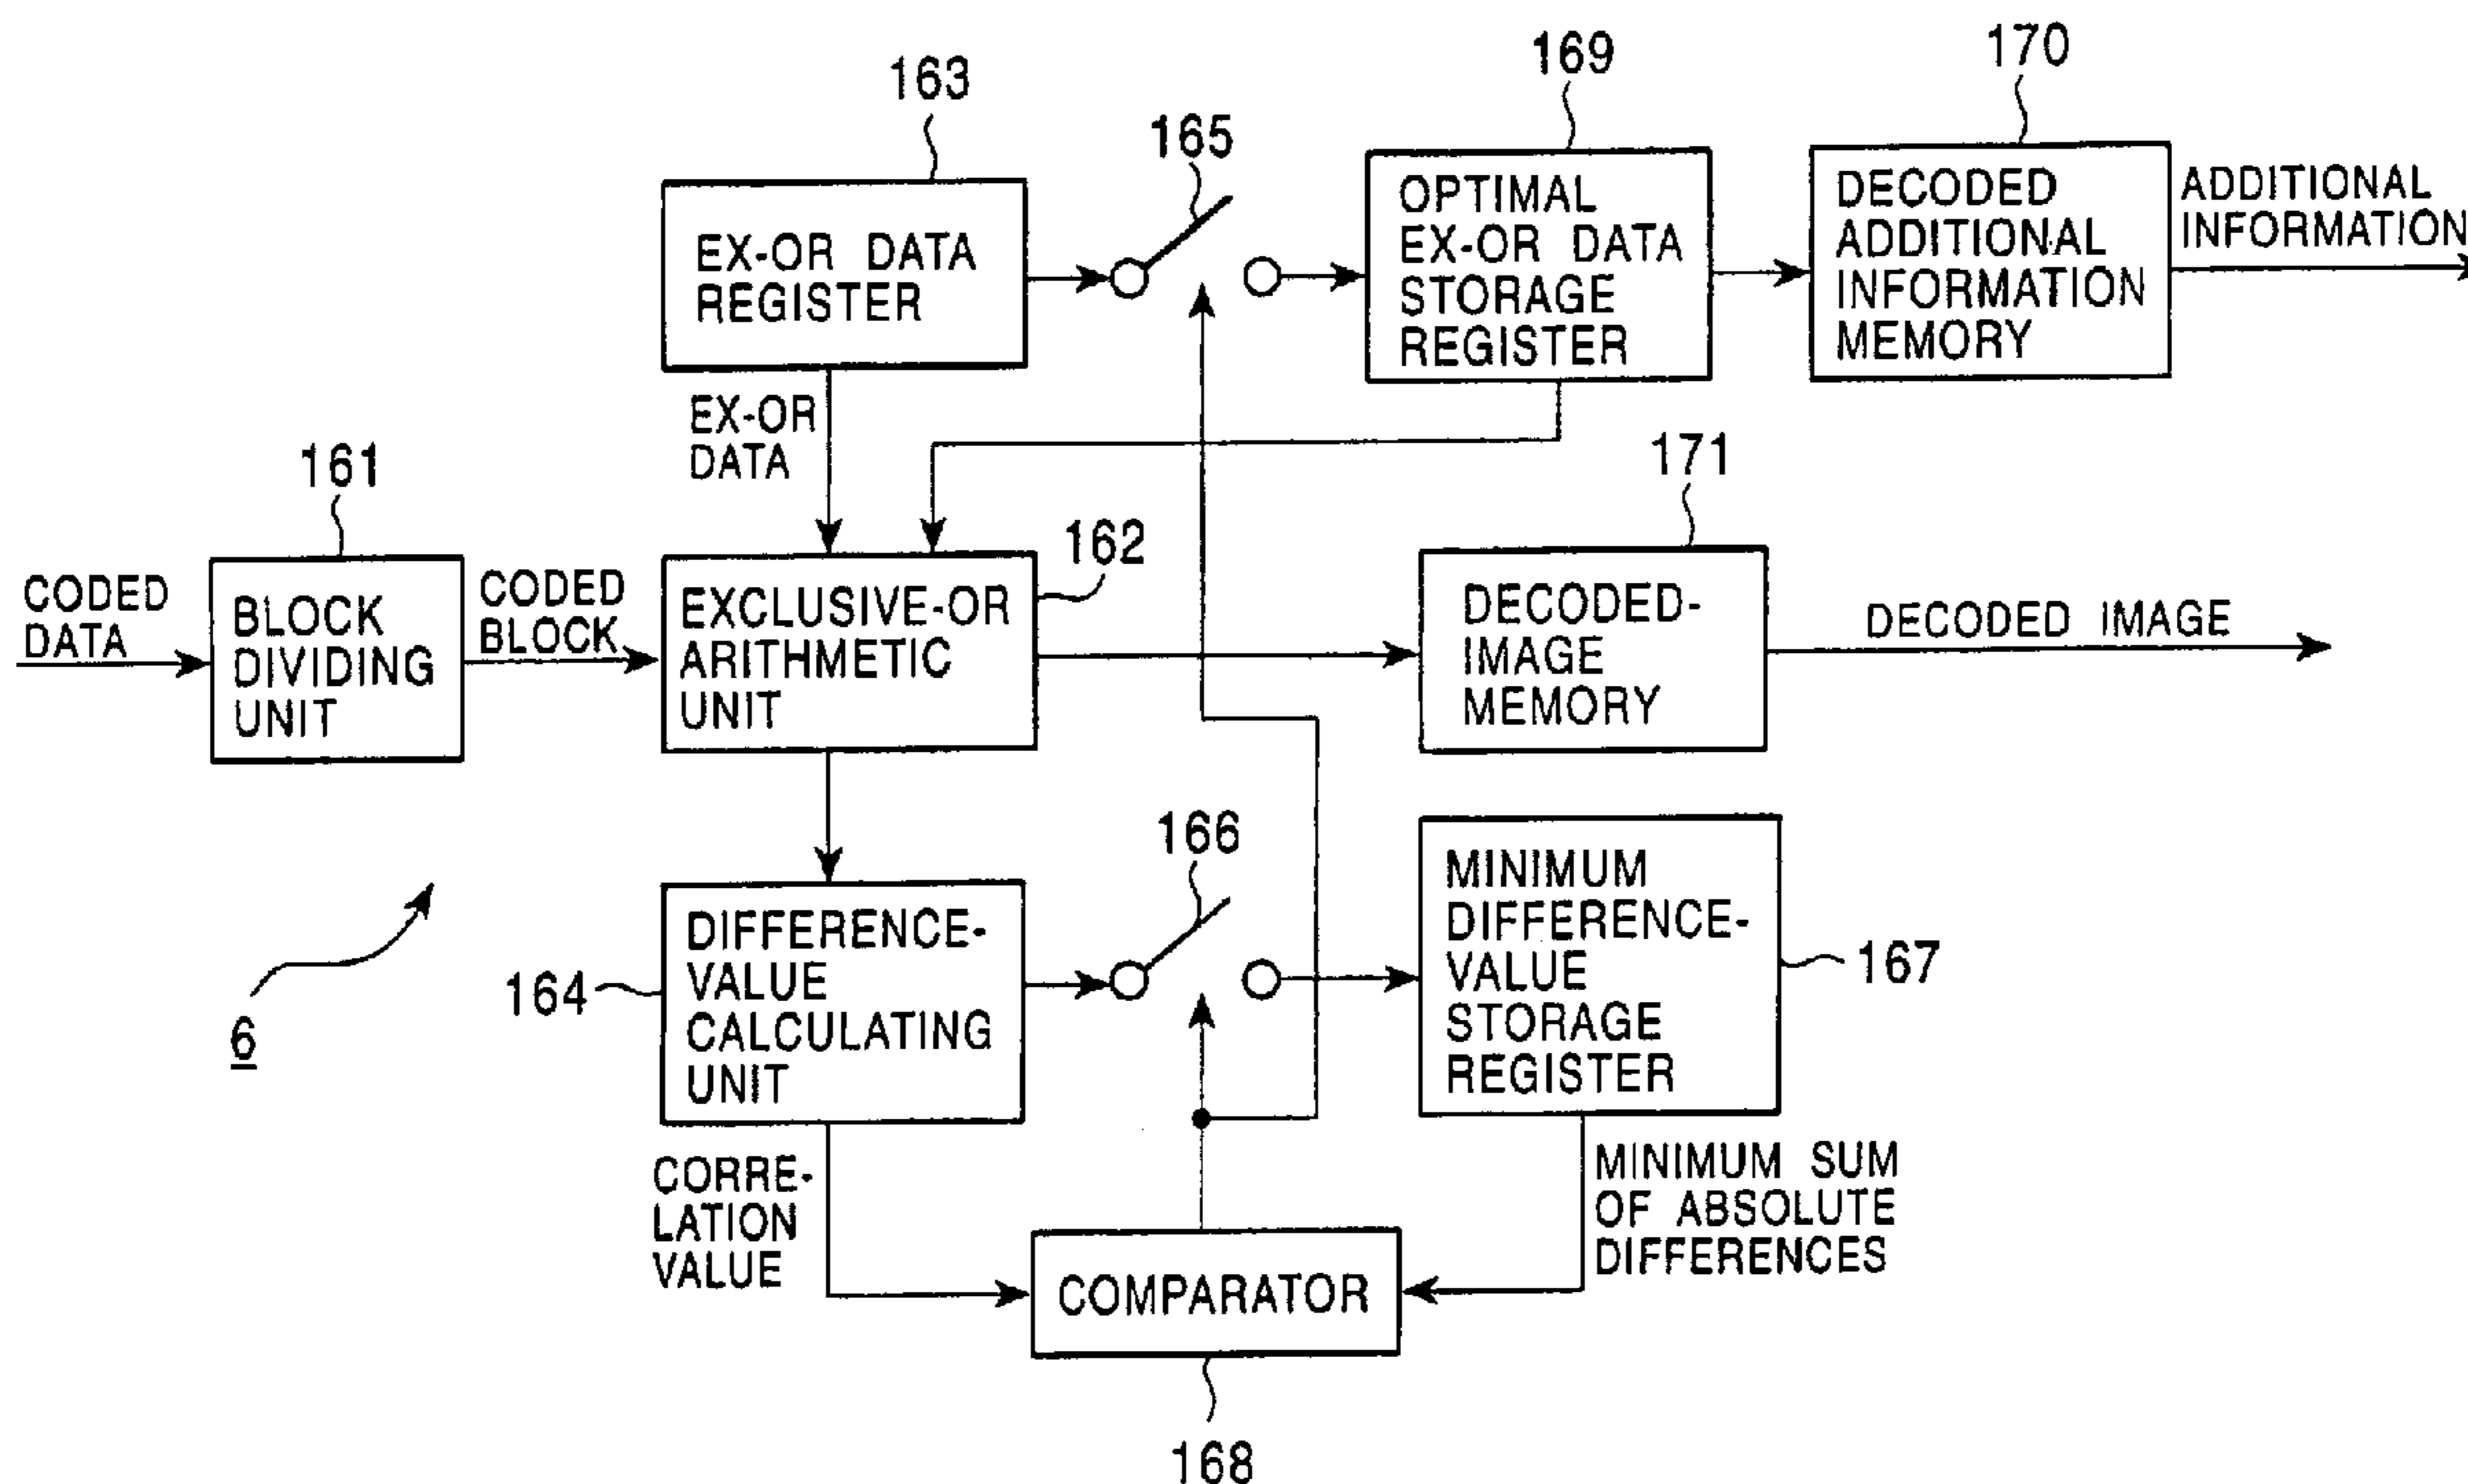 170
169
163
165
EX-OR DATA
REGISTER
OPTIMAL
EX-OR DATA
STORAGE
REGISTER
DECODED
ADDITIONAL
INFORMATION
MEMORY
ADDITIONAL
INFORMATION
EX-OR
DATA
161
162
171
CODED
DATA
BLOCK
DIVIDING
UNIT
CODED
BLOCK
EXCLUSIVE-OR
ARITHMETIC
UNIT
DECODED-
IMAGE
MEMORY
DECODED IMAGE
6
164
DIFFERENCE-
VALUE
CALCULATING
UNIT
166
MINIMUM
DIFFERENCE-
VALUE
STORAGE
REGISTER
167
CORRE-
LATION
VALUE
COMPARATOR
MINIMUM SUM
OF ABSOLUTE
DIFFERENCES
168